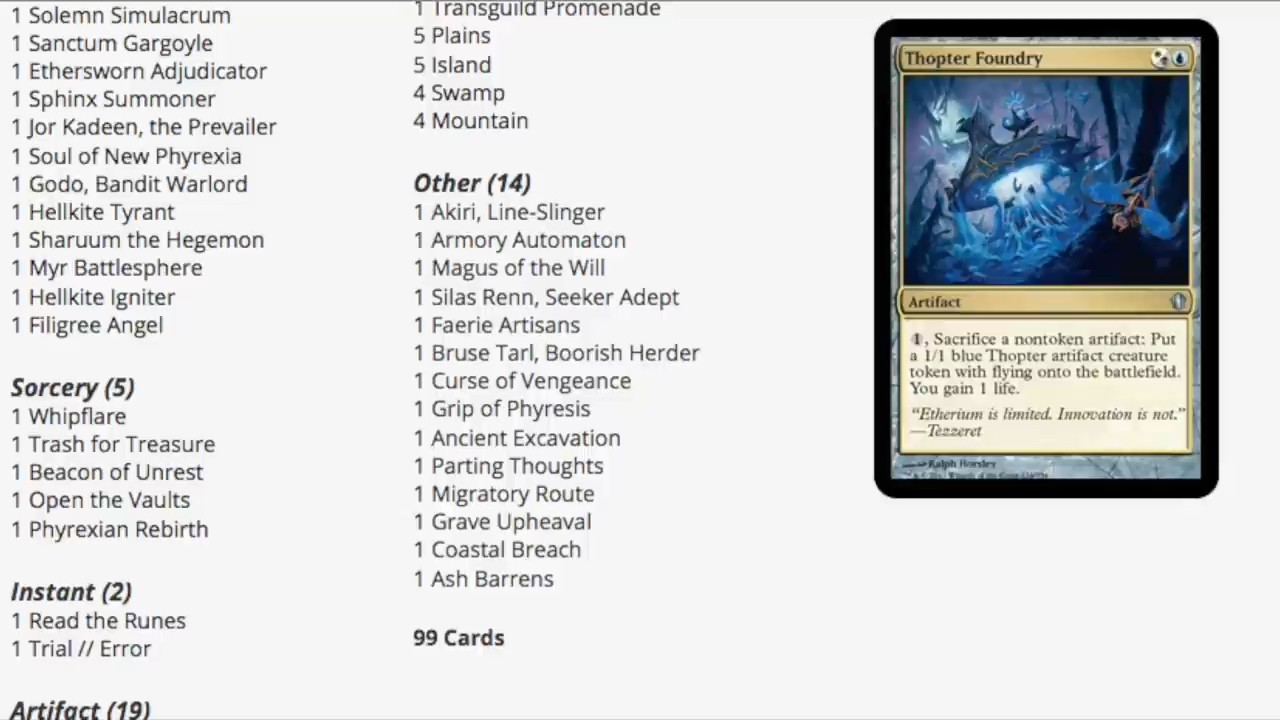 1 Solemn Simulacrum
1 Sanctum Gargoyle
1 Ethersworn Adjudicator
1 Sphinx Summoner
1 Jor Kadeen, the Prevailer
1 Soul of New Phyrexia
1 Godo, Bandit Warlord
1 Hellkite Tyrant
1 Sharuum the Hegemon
1 Myr Battlesphere
1 Hellkite Igniter
1 Filigree Angel
Sorcery (5)
1 Whipflare
1 Trash for Treasure
1 Beacon of Unrest
1 Open the Vaults
1 Phyrexian Rebirth
Instant (2)
1 Read the Runes
1 Trial // Error
Artifact (19)
1 Transguild Promenade
5 Plains
5 Island
4 Swamp
4 Mountain
Other (14)
1 Akiri, Line-Slinger
1 Armory Automaton
1 Magus of the Will
1 Silas Renn, Seeker Adept
1 Faerie Artisans
1 Bruse Tarl, Boorish Herder
1 Curse of Vengeance
1 Grip of Phyresis
1 Ancient Excavation
1 Parting Thoughts
1 Migratory Route
1 Grave Upheaval
1 Coastal Breach
1 Ash Barrens
99 Cards
Thopter Foundry
Artifact
1, Sacrifice a nontoken artifact: Put
a 1/1 blue Thopter artifact creature
token with flying onto the battlefield.
You gain 1 life.
"Etherium is limited. Innovation is not."
—Tezzeret
Ralph Horsley